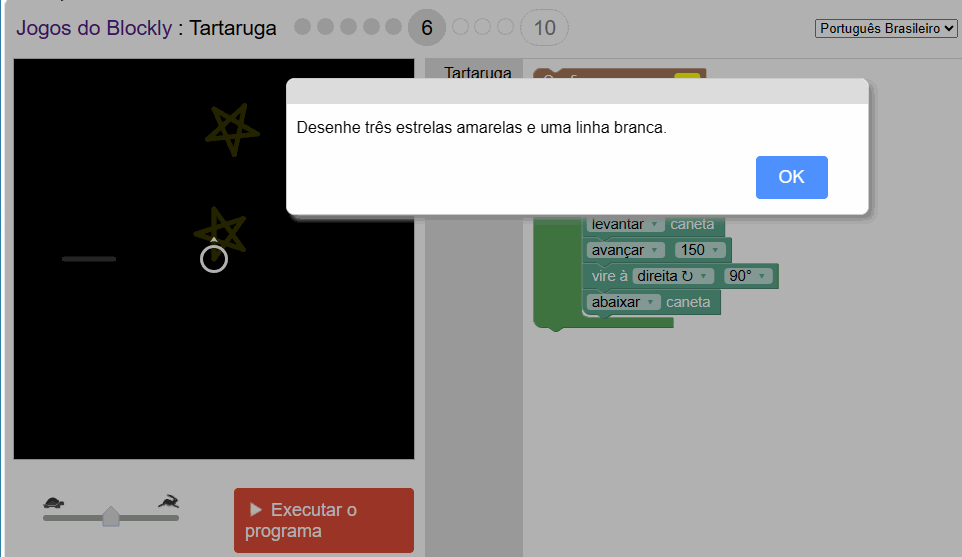 Jogos do Blockly : Tartaruga 6 10 Português Brasileiro
Tartaruga
Desenhe três estrelas amarelas e uma linha branca.
OK
levantar caneta
avançar 150
vire à direita ↻ 90°
abaixar caneta
Executar o
programa